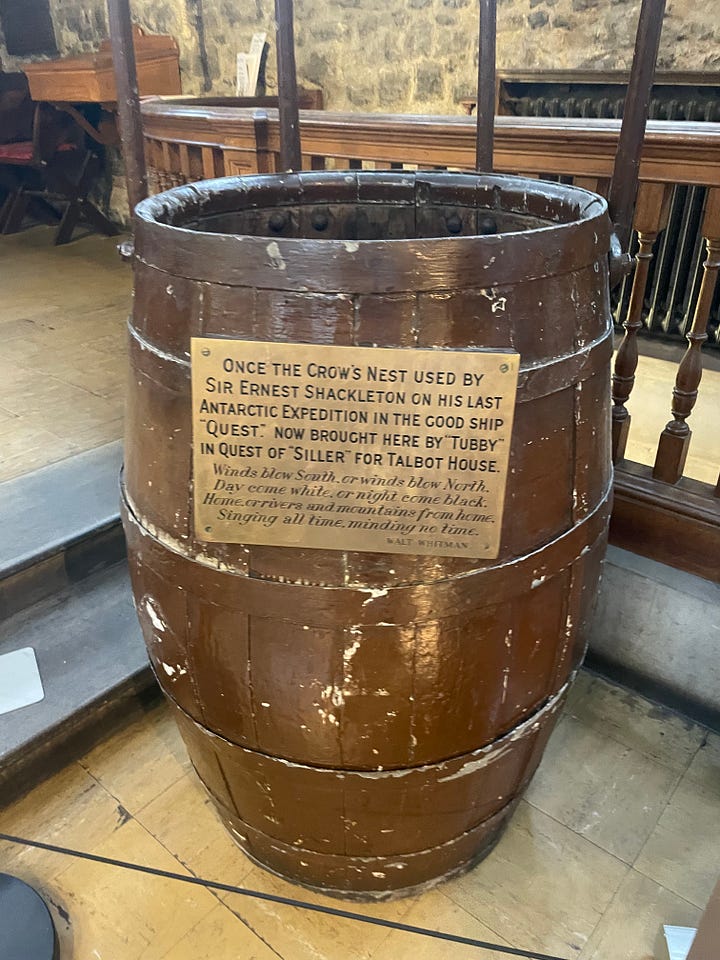 ONCE THE CROW'S NEST USED BY
SIR ERNEST SHACKLETON ON HIS LAST
ANTARCTIC EXPEDITION IN THE GOOD SHIP
"QUEST". NOW BROUGHT HERE BY "TUBBY"
IN QUEST OF "SILLER" FOR TALBOT HOUSE.
Winds blow South, or winds blow North,
Day come white, or night come black,
Home, or rivers and mountains from home,
Singing all time, minding no time.
WALT WHITMAN